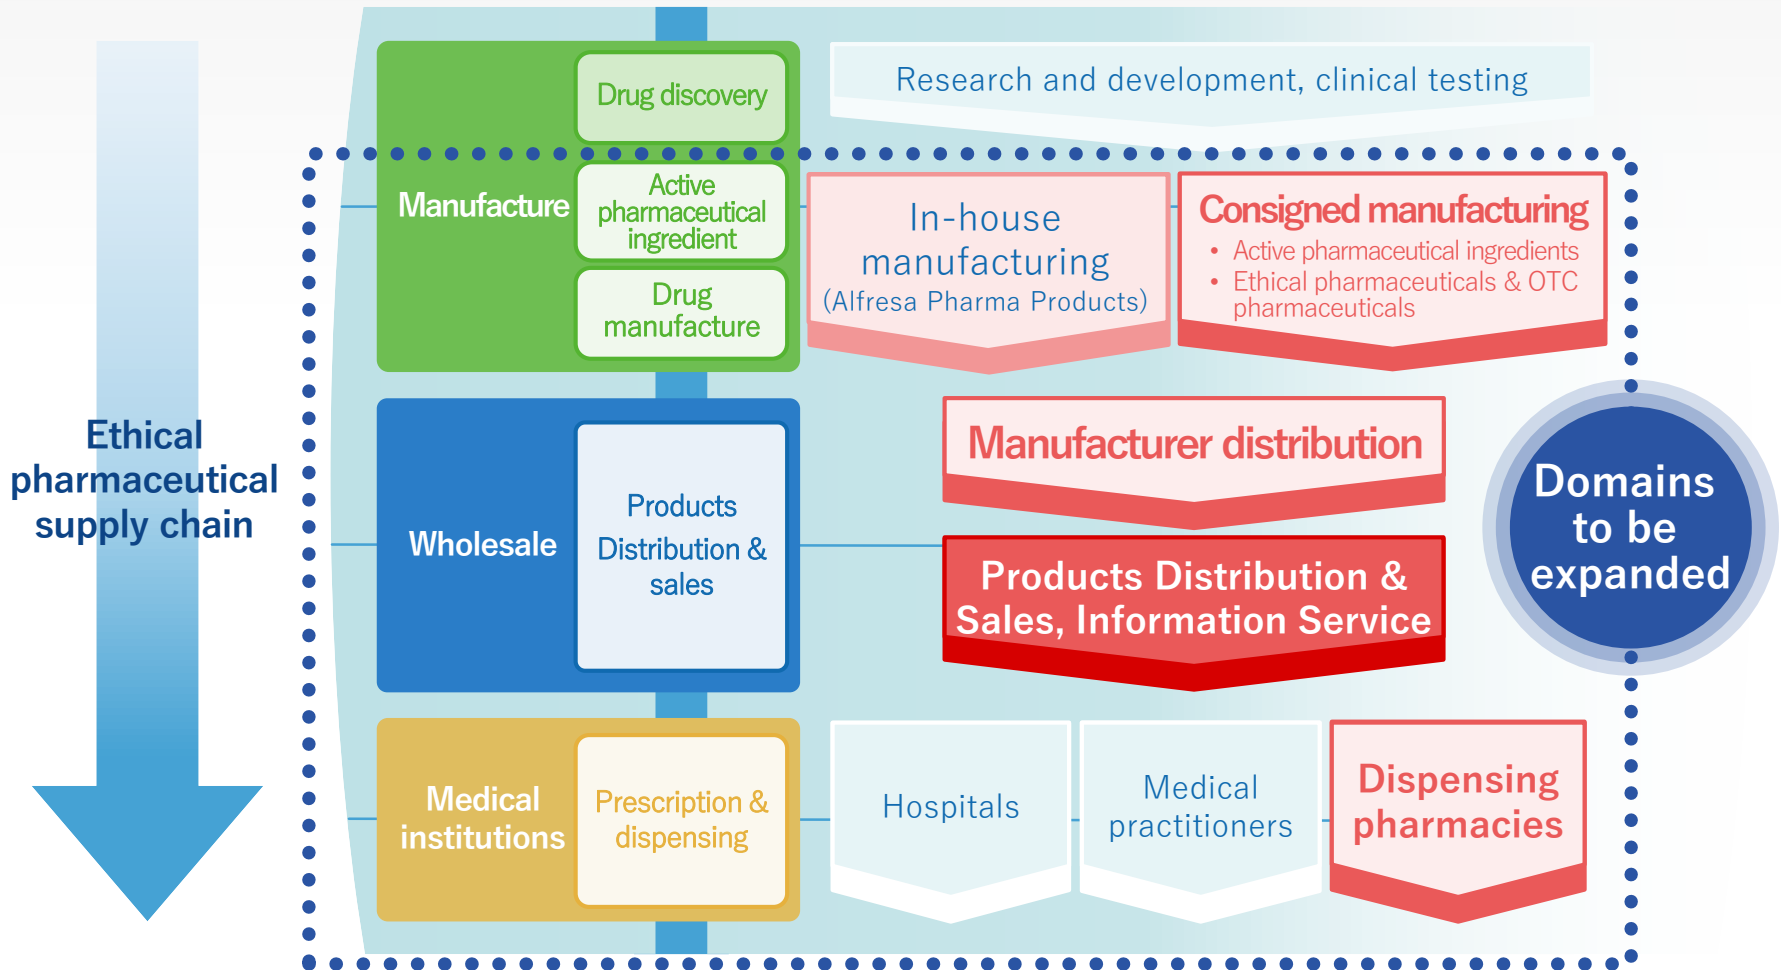 Drug discovery
Research and development, clinical testing
Manufacture
Active
pharmaceutical
ingredient
Drug
manufacture
In-house
manufacturing
(Alfresa Pharma Products)
Consigned manufacturing
• Active pharmaceutical ingredients
• Ethical pharmaceuticals & OTC
pharmaceuticals
Ethical
pharmaceutical
supply chain
Wholesale
Products
Distribution &
sales
Manufacturer distribution
Products Distribution &
Sales, Information Service
Domains
to be
expanded
Medical
institutions
Prescription &
dispensing
Hospitals
Medical
practitioners
Dispensing
pharmacies